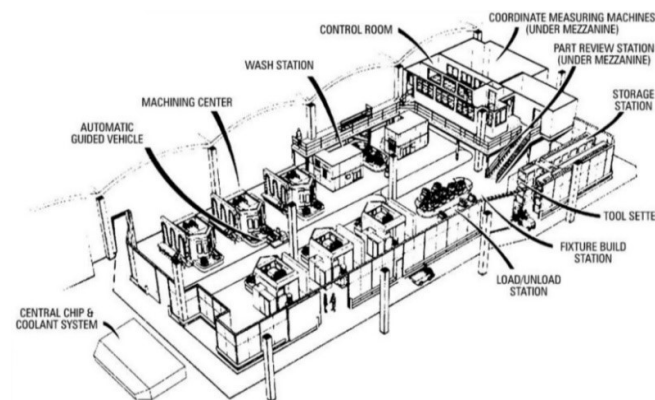 COORDINATE MEASURING MACHINES
(UNDER MEZZANINE)
CONTROL ROOM
PART REVIEW STATION
(UNDER MEZZANINE)
WASH STATION
STORAGE
STATION
MACHINING CENTER
AUTOMATIC
GUIDED VEHICLE
TOOL SETTE
FIXTURE BUILD
STATION
LOAD/UNLOAD
STATION
CENTRAL CHIP &
COOLANT SYSTEM